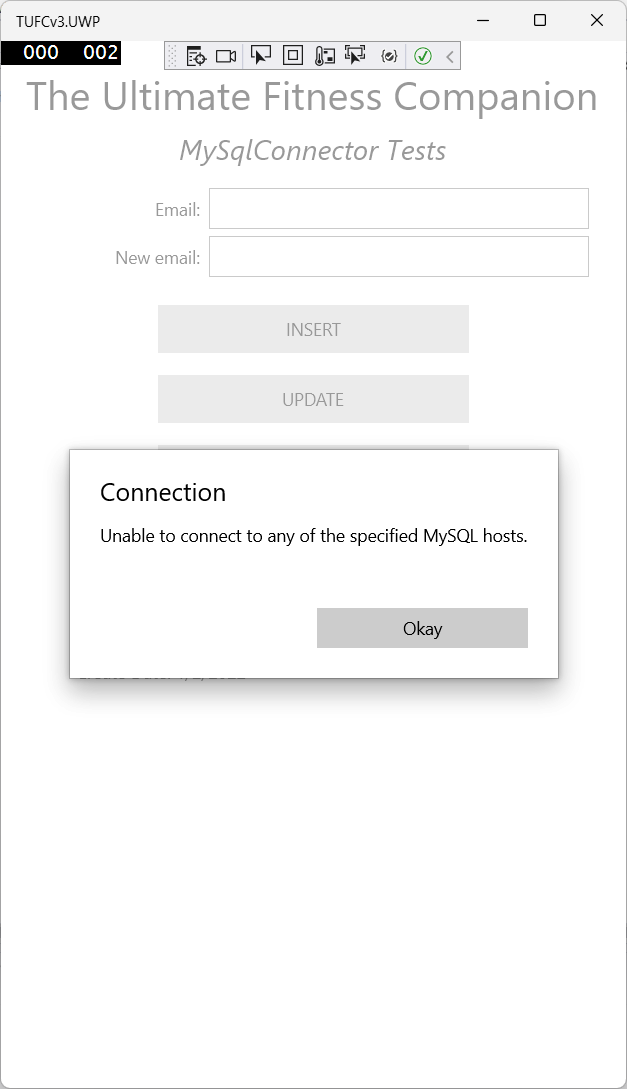 TUFCv3.UWP
000 002
The Ultimate Fitness Companion
MySqlConnector Tests
Email:
New email:
INSERT
UPDATE
Connection
Unable to connect to any of the specified MySQL hosts.
Okay